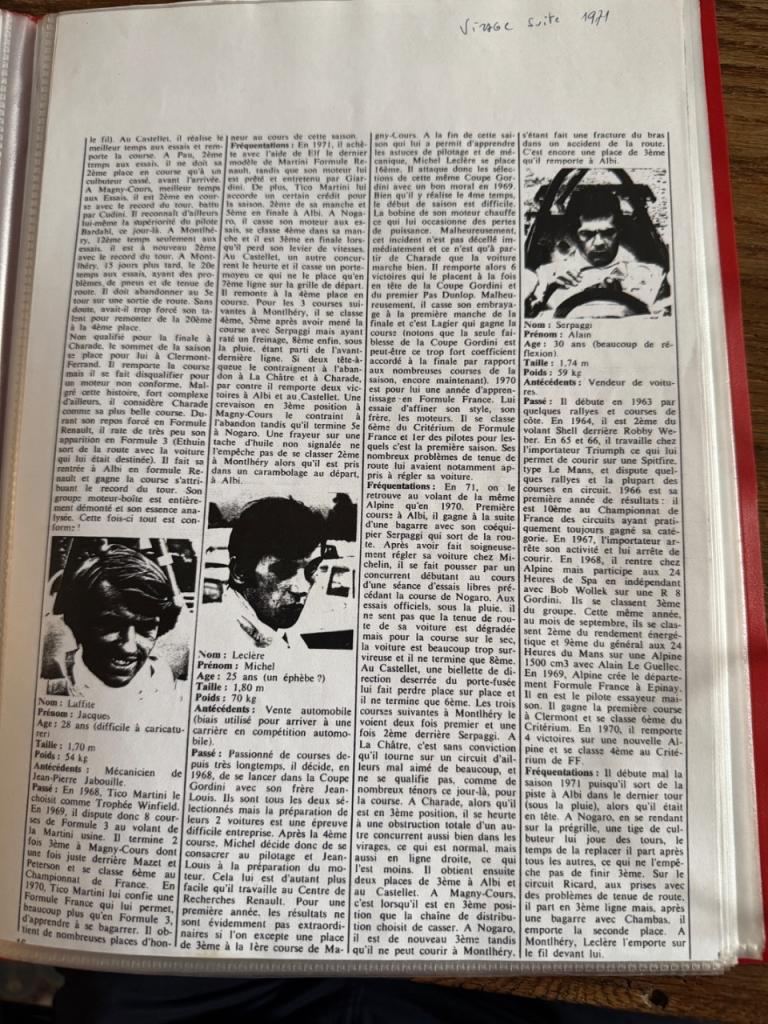 Virage suite 1971
le fil). Au Castellet, il réalise le
meilleur temps aux essais et rem-
porte la course. A Pau, 2ème
temps aux essais, il ne doit sa
2ème place en course qu'à un
culbuteur cassé, avant l'arrivée.
A Magny-Cours, meilleur temps
aux Essais, il est 2ème en cour-
se avec le record du tour, battu
par Cudini. Il reconnaît d'ailleurs
lui-même la supériorité du pilote
Bardahl, ce jour-là. A Montlhé-
ry, 12ème temps seulement aux
essais, il est à nouveau 2ème
avec le record du tour. A Mont-
lhéry, 15 jours plus tard, le 20e
temps aux essais, ayant des pro-
blèmes de pneus et de tenue de
route. Il doit abandonner au 5e
tour sur une sortie de route. Sans
doute, avait-il trop forcé son ta-
lent pour remonter de la 20ème
à la 4ème place.
Non qualifié pour la finale à
Charade, le sommet de la saison
se place pour lui à Clermont-
Ferrand. Il remporte la course
mais il se fait disqualifier pour
un moteur non conforme. Mal-
gré cette histoire, fort complexe
d'ailleurs, il considère Charade
comme sa plus belle course. Du-
rant son repos forcé en Formule
Renault, il rate de très peu son
apparition en Formule 3 (Ethuin
sort de la route avec la voiture
qui lui était destinée). Il fait sa
rentrée à Albi en formule Re-
nault et gagne la course s'attri-
buant le record du tour. Son
groupe moteur-boîte est entière-
ment démonté et son essence ana-
lysée. Cette fois-ci tout est con-
forme !
Nom : Laffite
Prénom : Jacques
Age : 28 ans (difficile à caricatu-
rer)
Taille : 1,70 m
Poids : 54 kg
Antécédents : Mécanicien de
Jean-Pierre Jabouille.
Passé : En 1968, Tico Martini le
choisit comme Trophée Winfield.
En 1969, il dispute donc 8 cour-
ses de Formule 3 au volant de
la Martini usine. Il termine 2
fois 3ème à Magny-Cours dont
une fois juste derrière Mazet et
Peterson et se classe 6ème au
Championnat de France. En
1970, Tico Martini lui confie une
Formule France qui lui permet,
beaucoup plus qu'en Formule 3,
d'apprendre à se bagarrer. Il ob-
tient de nombreuses places d'hon-
neur au cours de cette saison.
Fréquentations : En 1971, il achè-
te avec l'aide de Elf le dernier
modèle de Martini Formule Re-
nault, tandis que son moteur lui
est prêté et entretenu par Giar-
dini. De plus, Tico Martini lui
accorde un certain crédit pour
la saison. 2ème de sa manche et
5ème en finale à Albi. A Noga-
ro, il casse son moteur aux es-
sais, se classe 4ème dans sa man-
che et il est 3ème en finale lors-
qu'il perd son levier de vitesses.
Au Castellet, un autre concur-
rent le heurte et il casse un porte-
moyeu ce qui ne le place qu'en
7ème ligne sur la grille de départ.
Il remonte à la 4ème place en
course. Pour les 3 courses sui-
vantes à Montlhéry, il se classe
4ème, 5ème après avoir mené la
course avec Serpaggi mais ayant
raté un freinage, 8ème enfin, sous
la pluie, étant parti de l'avant-
dernière ligne. Si deux tête-à-
queue le contraignent à l'aban-
don à La Châtre et à Charade,
par contre il remporte deux vic-
toires à Albi et au Castellet. Une
crevaison en 3ème position à
Magny-Cours le contraint à
l'abandon tandis qu'il termine 5e
à Nogaro. Une frayeur sur une
tache d'huile non signalée ne
l'empêche pas de se classer 2ème
à Montlhéry alors qu'il est pris
dans un carambolage au départ,
à Albi.
Nom : Leclère
Prénom : Michel
Age : 25 ans (un éphèbe ?)
Taille : 1,80 m
Poids : 70 kg
Antécédents : Vente automobile
(biais utilisé pour arriver à une
carrière en compétition automo-
bile).
Passé : Passionné de courses de-
puis très longtemps, il décide, en
1968, de se lancer dans la Coupe
Gordini avec son frère Jean-
Louis. Ils sont tous les deux sé-
lectionnés mais la préparation de
leurs 2 voitures est une épreuve
difficile entreprise. Après la 4ème
course, Michel décide donc de se
consacrer au pilotage et Jean-
Louis à la préparation du mo-
teur. Cela lui est d'autant plus
facile qu'il travaille au Centre de
Recherches Renault. Pour une
première année, les résultats ne
sont évidemment pas extraordi-
naires si l'on excepte une place
de 3ème à la 1ère course de Ma-
gny-Cours. A la fin de cette sai-
son qui lui a permit d'apprendre
les astuces de pilotage et de mé-
canique, Michel Leclère se place
16ème. Il attaque donc les sélec-
tions de cette même Coupe Gor-
dini avec un bon moral en 1969.
Bien qu'il y réalise le 4me temps,
le début de saison est difficile.
La bobine de son moteur chauffe
ce qui lui occasionne des pertes
de puissance. Malheureusement,
cet incident n'est pas décellé im-
médiatement et ce n'est qu'à par-
tir de Charade que la voiture
marche bien. Il remporte alors 6
victoires qui le placent à la fois
en tête de la Coupe Gordini et
du premier Pas Dunlop. Malheu-
reusement, il casse son embraya-
ge à la première manche de la
finale et c'est Lagier qui gagne la
course (notons que la seule fai-
blesse de la Coupe Gordini est
peut-être ce trop fort coefficient
accordé à la finale par rapport
aux nombreuses courses de la
saison, encore maintenant). 1970
est pour lui une année d'appren-
tissage en Formule France. Lui
essaie d'affiner son style, son
frère, les moteurs. Il se classe
6ème du Critérium de Formule
France et 1er des pilotes pour les-
quels c'est la première saison. Ses
nombreux problèmes de tenue de
route lui avaient notamment ap-
pris à régler sa voiture.
Fréquentations : En 71, on le
retrouve au volant de la même
Alpine qu'en 1970. Première
course à Albi, il gagne à la suite
d'une bagarre avec son coéqui-
pier Serpaggi qui sort de la rou-
te. Après avoir fait soigneuse-
ment régler sa voiture chez Mi-
chelin, il se fait pousser par un
concurrent débutant au cours
d'une séance d'essais libres pré-
cédant la course de Nogaro. Aux
essais officiels, sous la pluie, il
ne sent pas que la tenue de rou-
te de sa voiture est dégradée
mais pour la course sur le sec,
la voiture est beaucoup trop sur-
vireuse et il ne termine que 8ème.
Au Castellet, une biellette de di-
rection desserrée du porte-fusée
lui fait perdre place sur place et
il ne termine que 6ème. Les trois
courses suivantes à Montlhéry le
voient deux fois premier et une
fois 2ème derrière Serpaggi. A
La Châtre, c'est sans conviction
qu'il tourne sur un circuit d'ail-
leurs mal aimé de beaucoup, et
ne se qualifie pas, comme de
nombreux ténors ce jour-là, pour
la course. A Charade, alors qu'il
est en 3ème position, il se heurte
a une obstruction totale d'un au-
tre concurrent aussi bien dans les
virages, ce qui est normal, mais
aussi en ligne droite, ce qui
l'est moins. Il obtient ensuite
deux places de 3ème à Albi et
au Castellet. A Magny-Cours,
c'est lorsqu'il est en 3ème posi-
tion que la chaîne de distribu-
tion choisit de casser. A Nogaro,
il est de nouveau 3ème tandis
qu'il ne peut courir à Montlhéry,
s'étant fait une fracture du bras
dans un accident de la route.
C'est encore une place de 3ème
qu'il remporte à Albi.
Nom : Serpaggi
Prénom : Alain
Age : 30 ans (beaucoup de ré-
flexion).
Taille : 1,74 m
Poids : 59 kg
Antécédents : Vendeur de voitu-
res.
Passé : Il débute en 1963 par
quelques rallyes et courses de
côte. En 1964, il est 2ème du
volant Shell derrière Robby We-
ber. En 65 et 66, il travaille chez
l'importateur Triumph ce qui lui
permet de courir sur une Spitfire,
type Le Mans, et dispute quel-
ques rallyes et la plupart des
courses en circuit. 1966 est sa
première année de résultats : il
est 10ème au Championnat de
France des circuits ayant prati-
quement toujours gagné sa caté-
gorie. En 1967, l'importateur ar-
rête son activité et lui arrête de
courir. En 1968, il rentre chez
Alpine mais participe aux 24
Heures de Spa en indépendant
avec Bob Wollek sur une R 8
Gordini. Ils se classent 3ème
du groupe. Cette même année,
au mois de septembre, ils se clas-
sent 2ème du rendement énergé-
tique et 9ème du général aux 24
Heures du Mans sur une Alpine
1500 cm3 avec Alain Le Guellec.
En 1969, Alpine crée le départe-
ment Formule France à Epinay.
Il en est le pilote essayeur mai-
son. Il gagne la première course
à Clermont et se classe 6ème du
Critérium. En 1970, il remporte
4 victoires sur une nouvelle Al-
pine et se classe 4ème au Crité-
rium de FF.
Fréquentations : Il débute mal la
saison 1971 puisqu'il sort de la
piste à Albi dans le dernier tour
(sous la pluie), alors qu'il était
en tête. A Nogaro, en se rendant
sur la prégrille, une tige de cul-
buteur lui joue des tours, le
temps de la replacer il part après
tous les autres, ce qui ne l'empê-
che pas de finir 3ème. Sur le
circuit Ricard, aux prises avec
des problèmes de tenue de route,
il part en 3ème ligne mais, après
une bagarre avec Chambas, il
emporte la seconde place. A
Montlhéry, Leclère l'emporte sur
le fil devant lui.